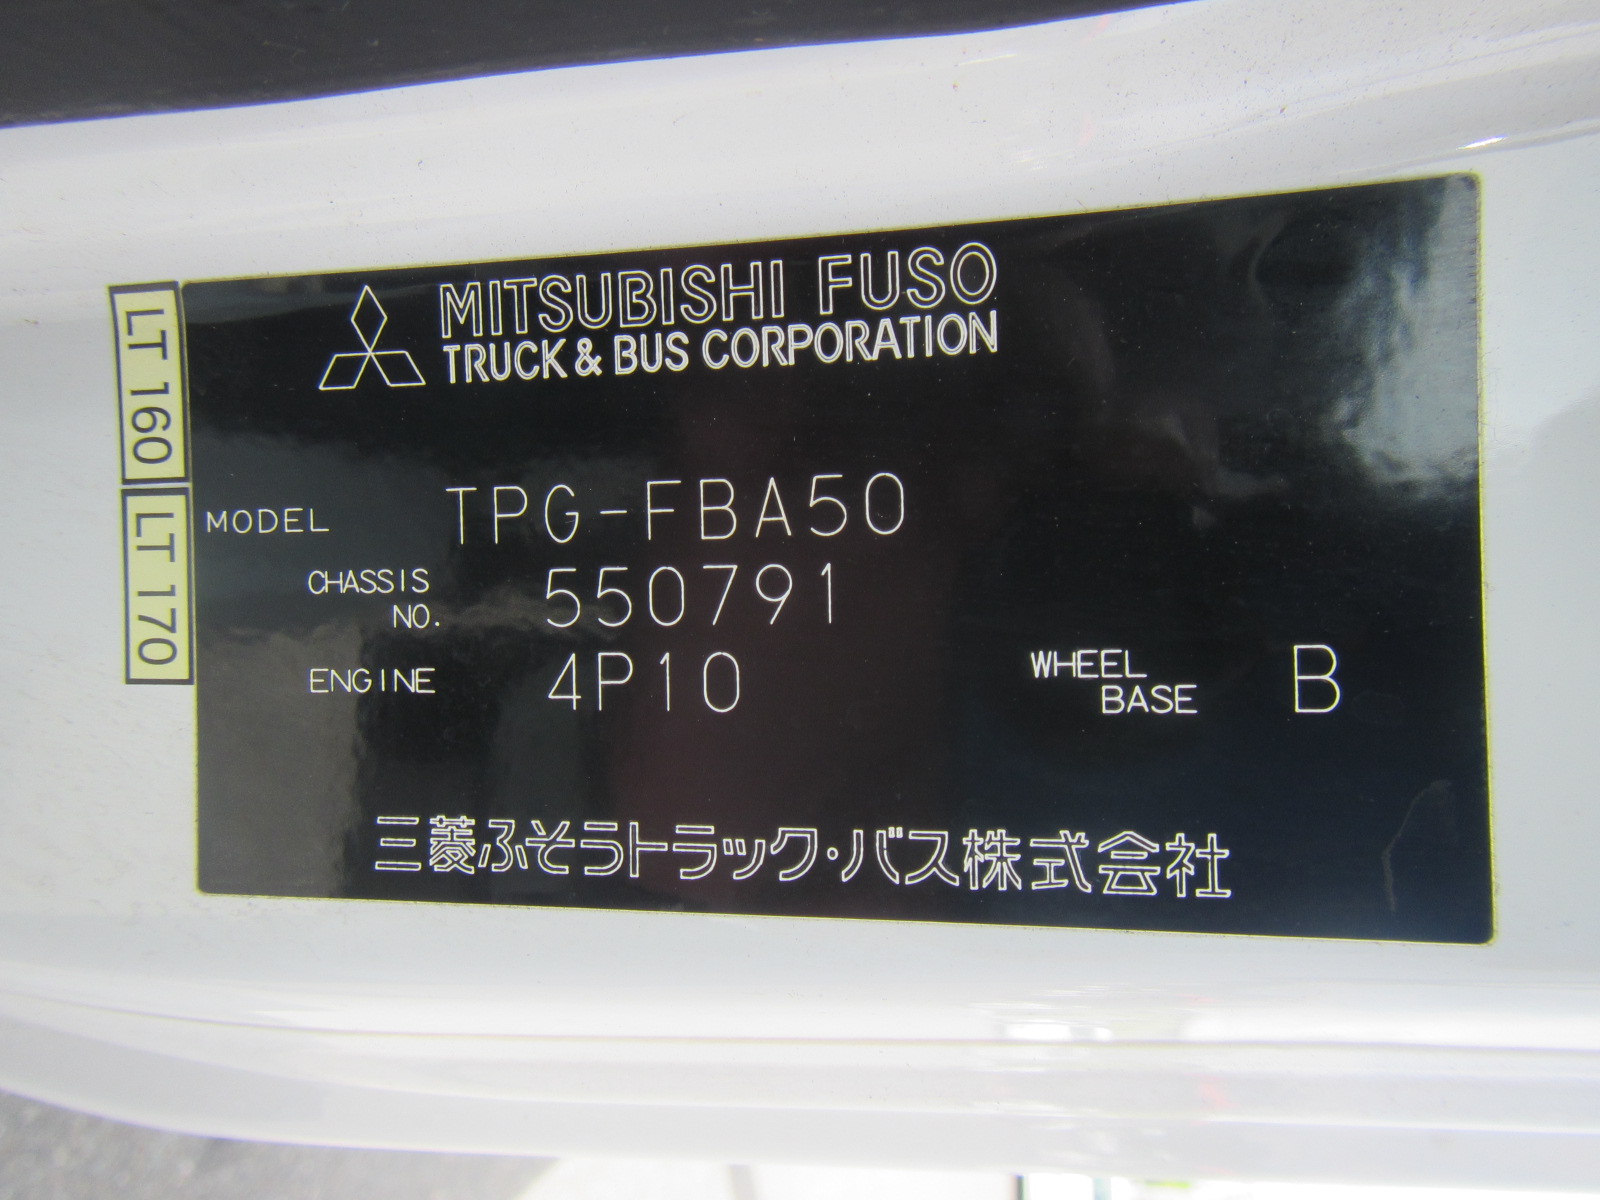 MITSUBISHI FUSO
TRUCK & BUS CORPORATION
LT 160
LT 170
MODEL TPG-FBA50
CHASSIS NO. 550791
ENGINE 4P10
WHEEL BASE B
三菱ふそうトラック・バス株式会社